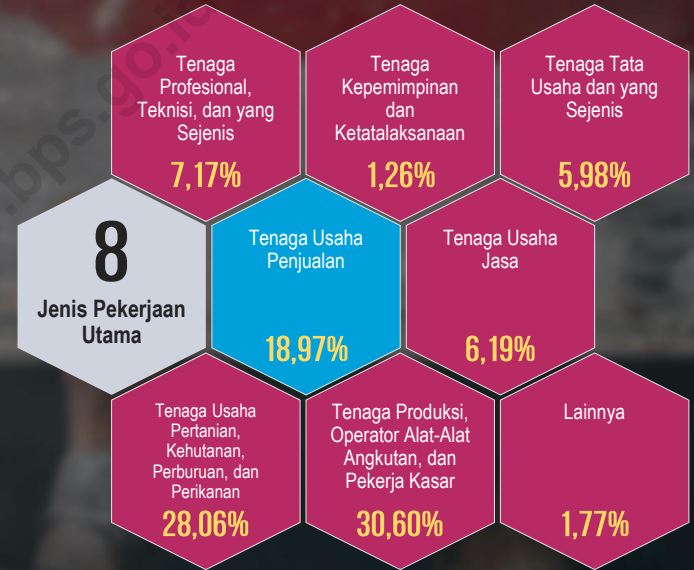 Tenaga
Profesional,
Teknisi, dan yang
Sejenis
7,17%
Tenaga
Kepemimpinan
dan
Ketatalaksanaan
1,26%
Tenaga Tata
Usaha dan yang
Sejenis
5,98%
8
Jenis Pekerjaan
Utama
Tenaga Usaha
Penjualan
18,97%
Tenaga Usaha
Jasa
6,19%
Tenaga Usaha
Pertanian,
Kehutanan,
Perburuan, dan
Perikanan
28,06%
Tenaga Produksi,
Operator Alat-Alat
Angkutan, dan
Pekerja Kasar
30,60%
Lainnya
1,77%
.bps.go.id